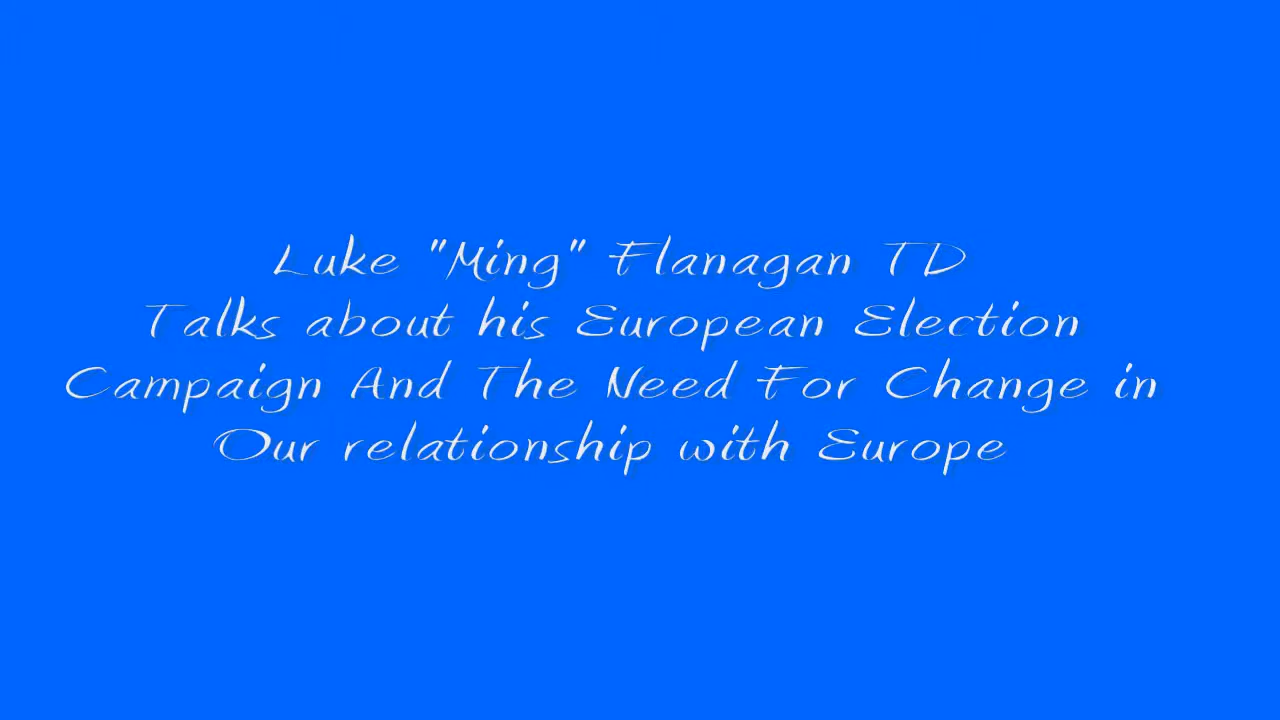 Luke "Ming" Flanagan TD
Talks about his European Election
Campaign And The Need For Change in
Our relationship with Europe